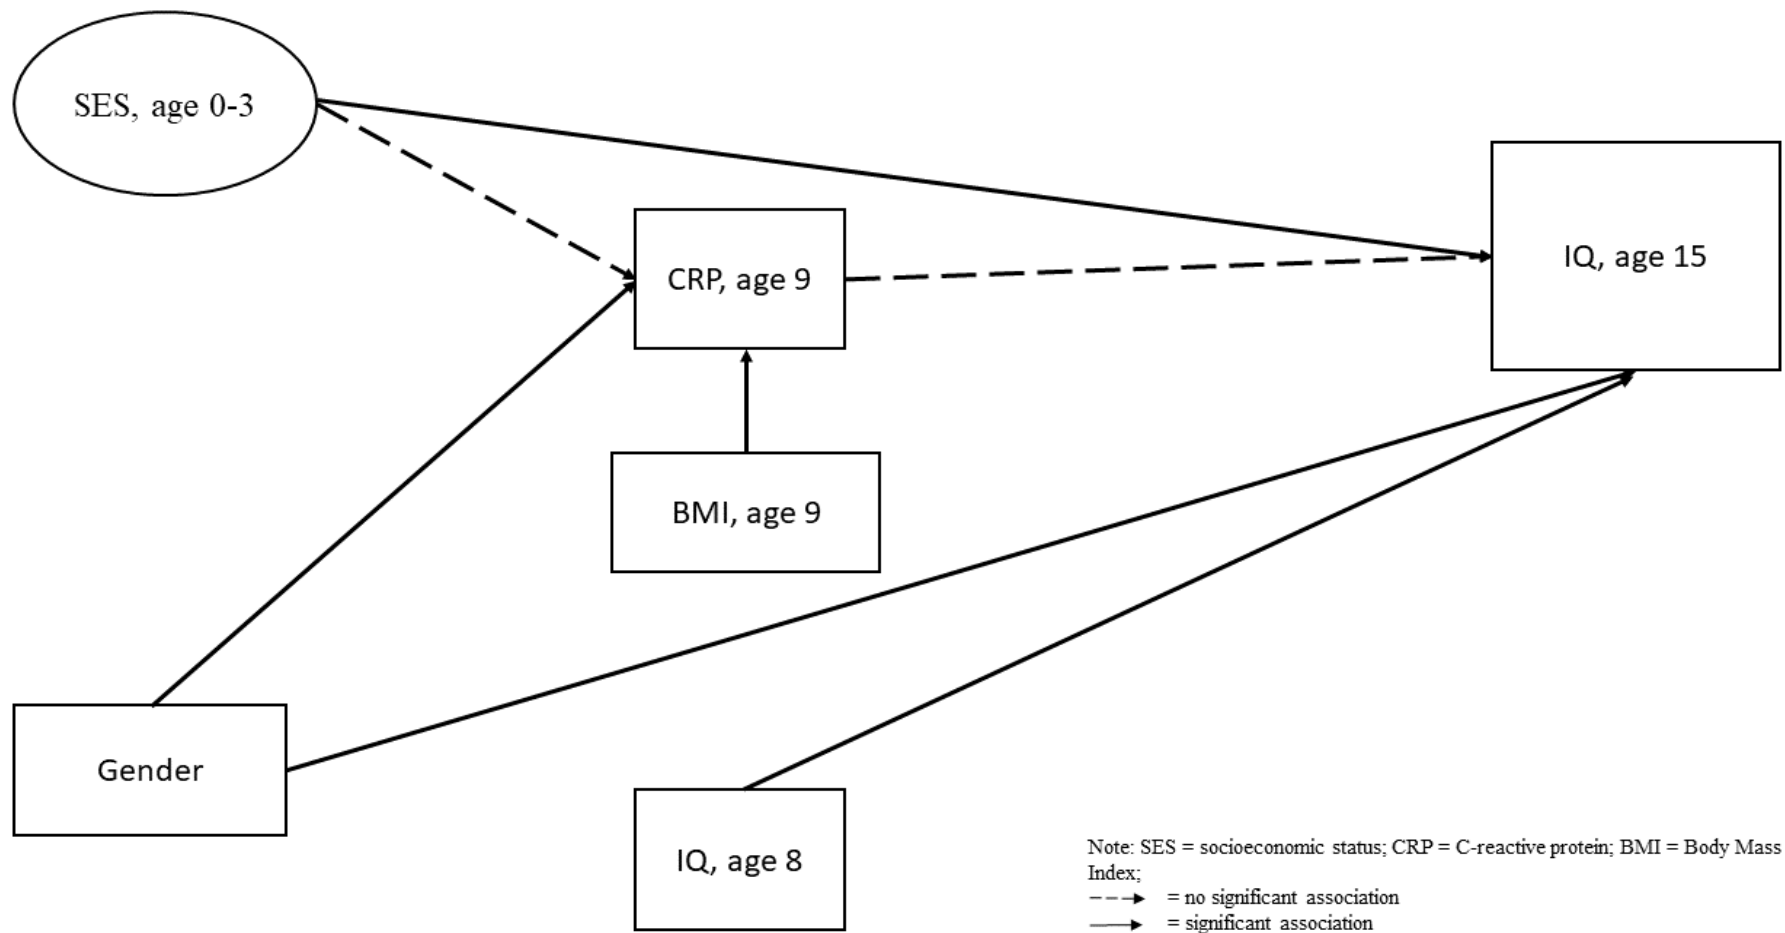 SES, age 0-3
CRP, age 9
IQ, age 15
BMI, age 9
Gender
IQ, age 8
Note: SES = socioeconomic status; CRP = C-reactive protein; BMI = Body Mass
Index;
= no significant association
= significant association